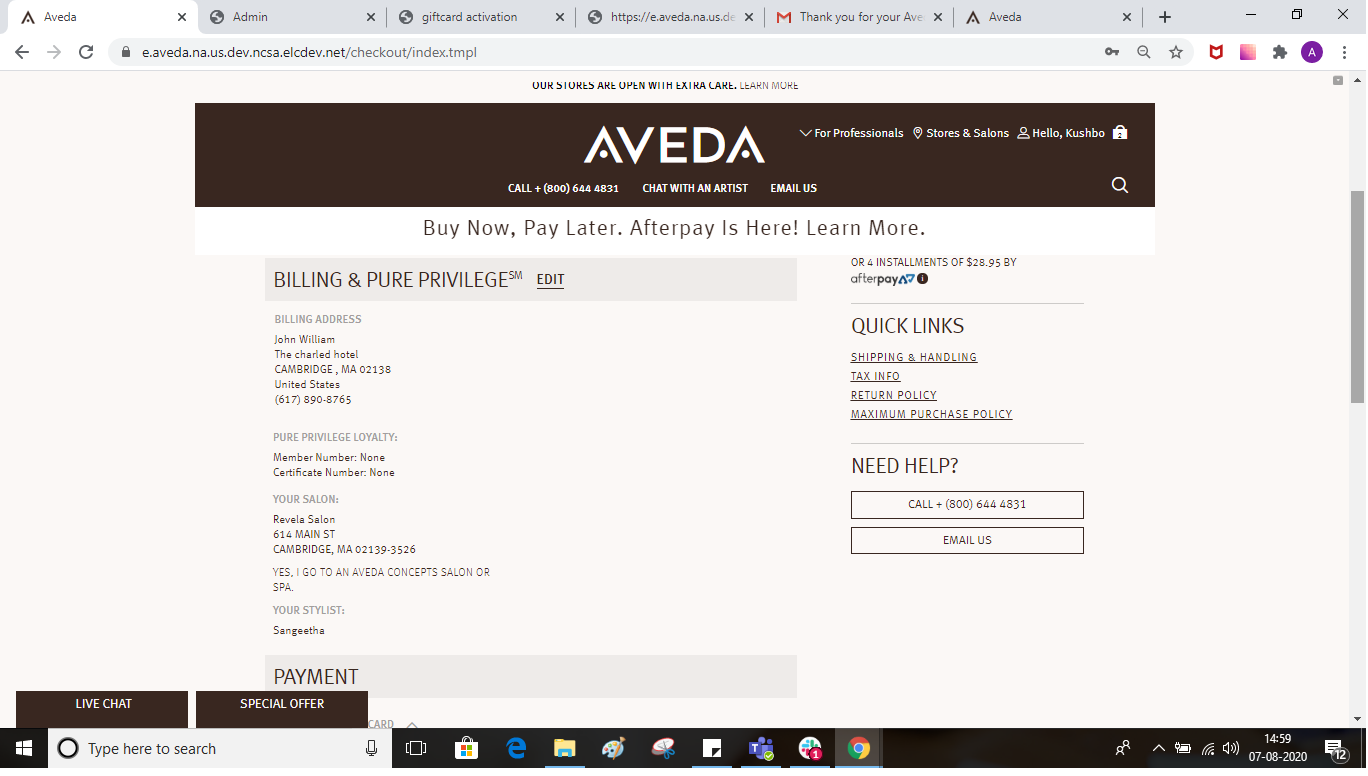 Aveda
Admin
giftcard activation
https://e.aveda.na.us.de
Thank you for your Ave
Aveda
e.aveda.na.us.dev.ncsa.elcdev.net/checkout/index.tmpl
A
OUR STORES ARE OPEN WITH EXTRA CARE. LEARN MORE
AVEDA
For Professionals
Stores & Salons
Hello, Kushbo
2
CALL + (800) 644 4831
CHAT WITH AN ARTIST
EMAIL US
Buy Now, Pay Later. Afterpay Is Here! Learn More.
BILLING & PURE PRIVILEGE℠ EDIT
BILLING ADDRESS
John William
The charled hotel
CAMBRIDGE , MA 02138
United States
(617) 890-8765
PURE PRIVILEGE LOYALTY:
Member Number: None
Certificate Number: None
YOUR SALON:
Revela Salon
614 MAIN ST
CAMBRIDGE, MA 02139-3526
YES, I GO TO AN AVEDA CONCEPTS SALON OR
SPA.
YOUR STYLIST:
Sangeetha
PAYMENT
CARD
OR 4 INSTALLMENTS OF $28.95 BY
afterpay i
QUICK LINKS
SHIPPING & HANDLING
TAX INFO
RETURN POLICY
MAXIMUM PURCHASE POLICY
NEED HELP?
CALL + (800) 644 4831
EMAIL US
LIVE CHAT
SPECIAL OFFER
Type here to search
1
14:59
07-08-2020
12